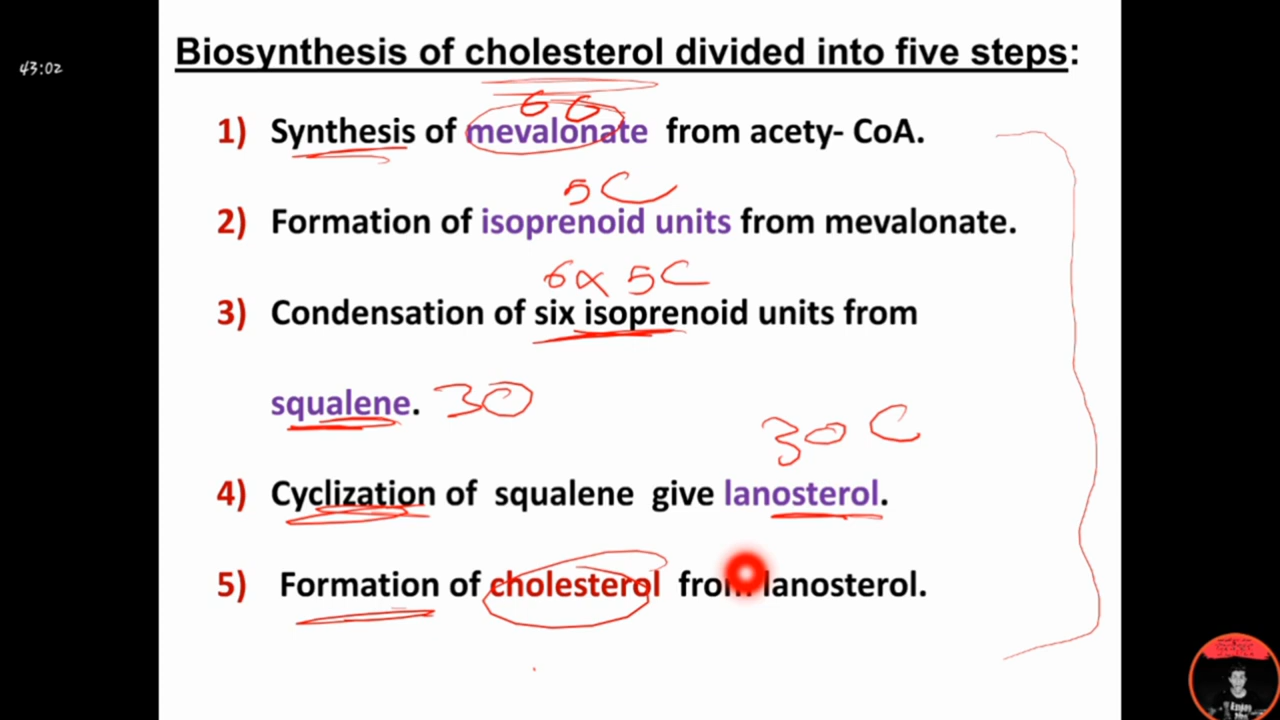 Biosynthesis of cholesterol divided into five steps:
43:02
6C
1) Synthesis of mevalonate from acety- CoA.
5C
2) Formation of isoprenoid units from mevalonate.
6x 5C
3) Condensation of six isoprenoid units from
squalene. 30
30 C
4) Cyclization of squalene give lanosterol.
5) Formation of cholesterol from lanosterol.